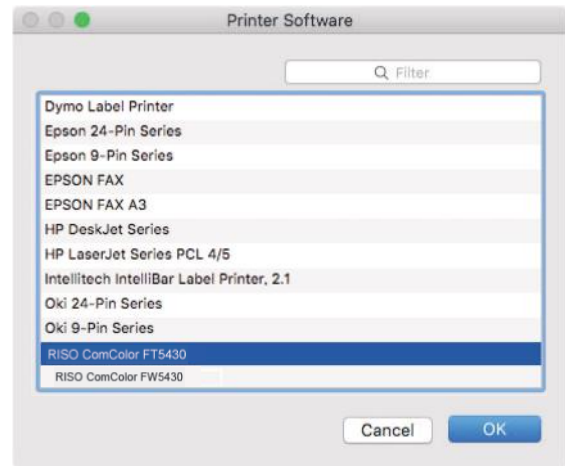 Printer Software
Filter
Dymo Label Printer
Epson 24-Pin Series
Epson 9-Pin Series
EPSON FAX
EPSON FAX A3
HP DeskJet Series
HP LaserJet Series PCL 4/5
Intellitech IntelliBar Label Printer, 2.1
Oki 24-Pin Series
Oki 9-Pin Series
RISO ComColor FT5430
RISO ComColor FW5430
Cancel OK